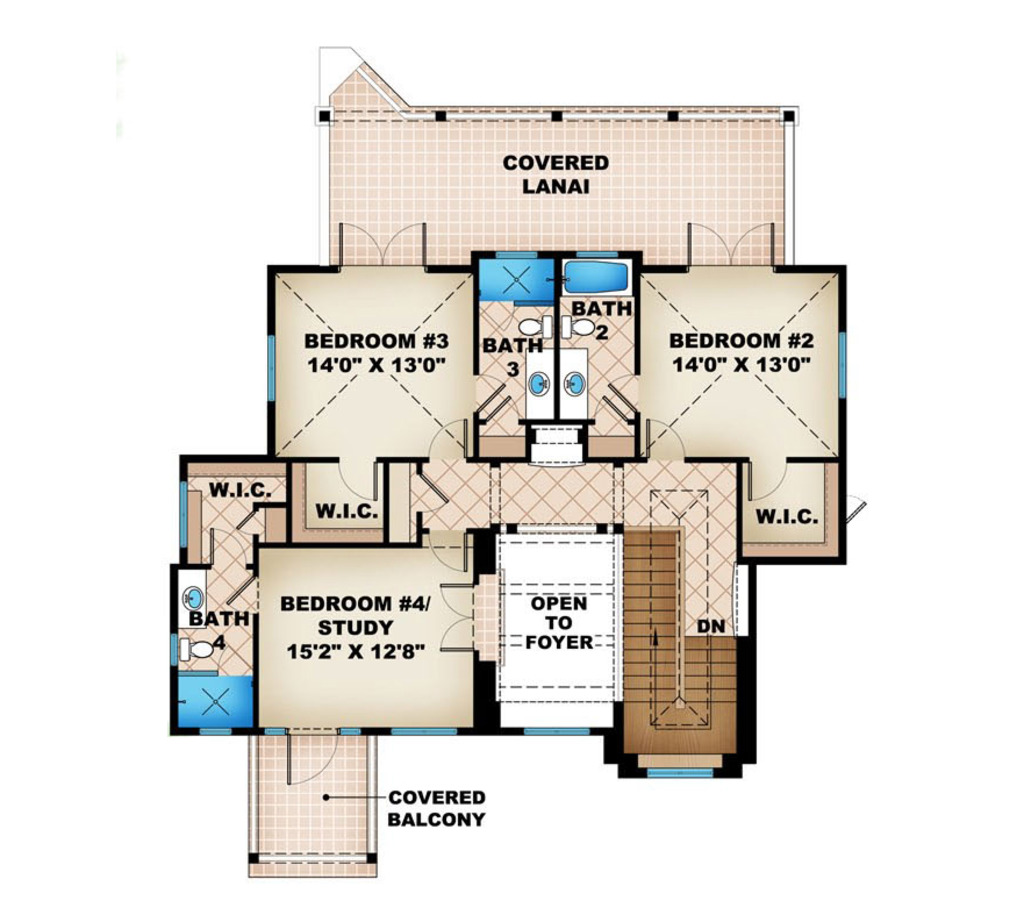 COVERED
LANAI
BEDROOM #3
14'0" X 13'0"
BATH
3
BATH
2
BEDROOM #2
14'0" X 13'0"
W.I.C.
W.I.C.
W.I.C.
BEDROOM #4/
STUDY
15'2" X 12'8"
BATH
4
OPEN
TO
FOYER
DN
COVERED
BALCONY